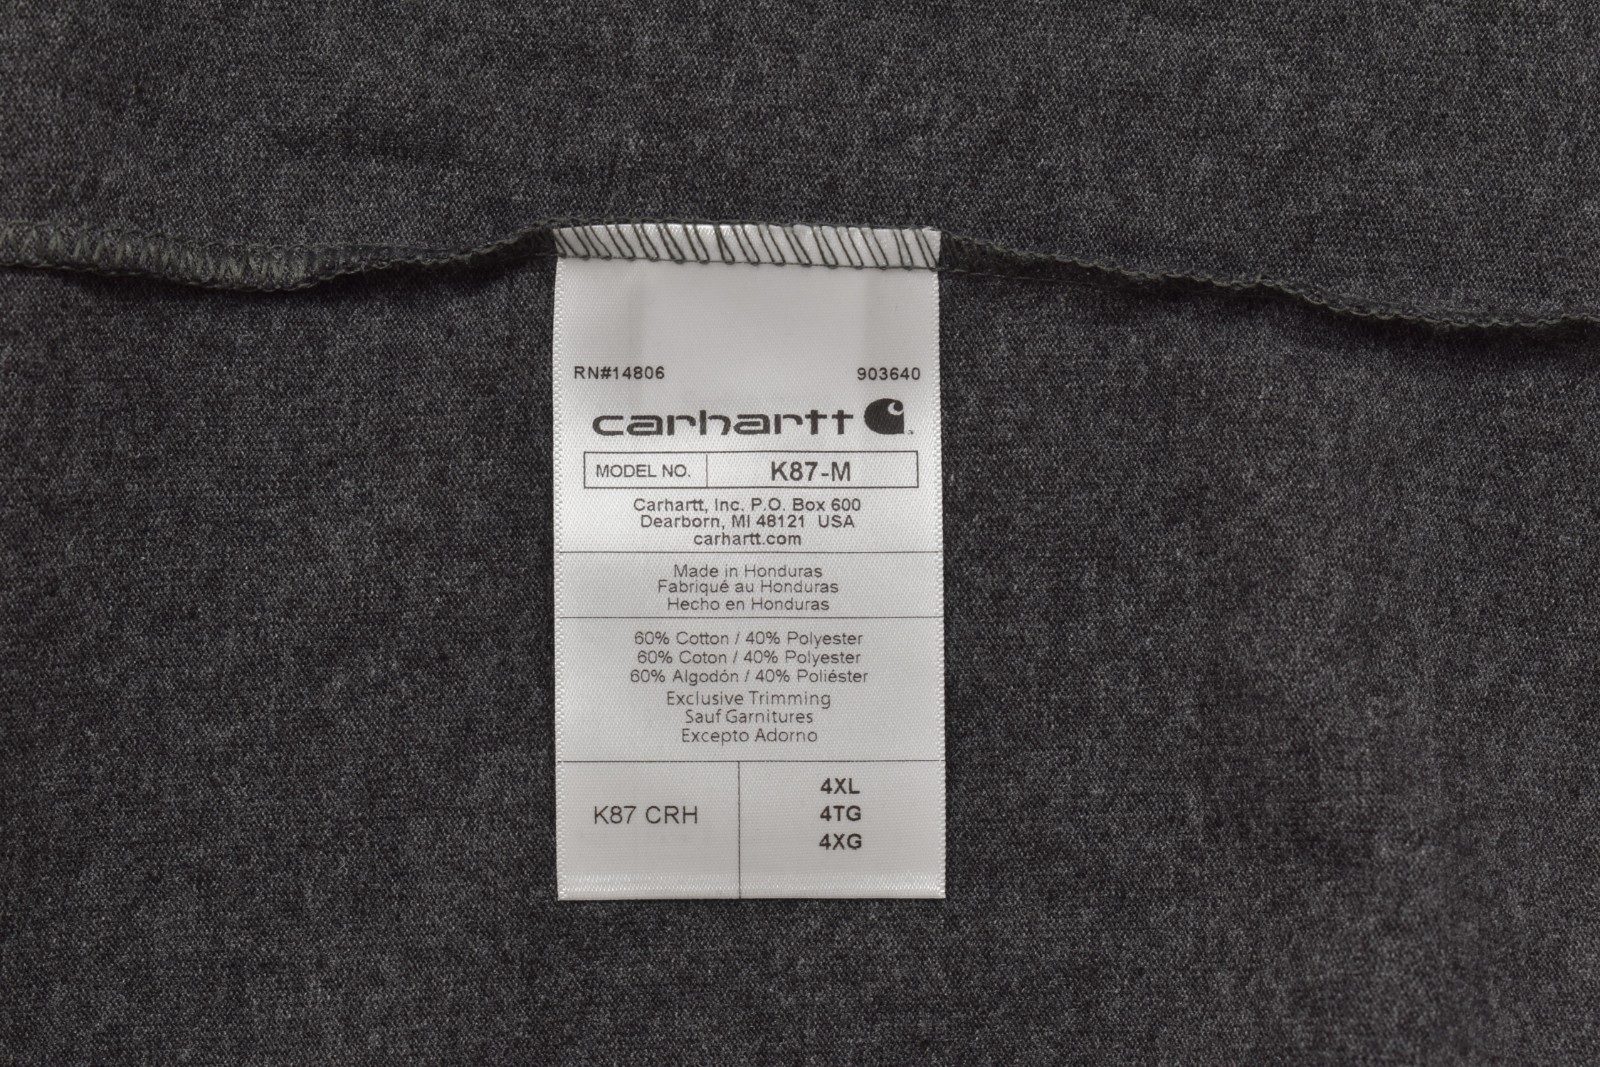 RN#14806 903640
carhartt
MODEL NO. K87-M
Carhartt, Inc. P.O. Box 600
Dearborn, MI 48121 USA
carhartt.com
Made in Honduras
Fabriqué au Honduras
Hecho en Honduras
60% Cotton / 40% Polyester
60% Coton / 40% Polyester
60% Algodón / 40% Poliéster
Exclusive Trimming
Sauf Garnitures
Excepto Adorno
K87 CRH
4XL
4TG
4XG